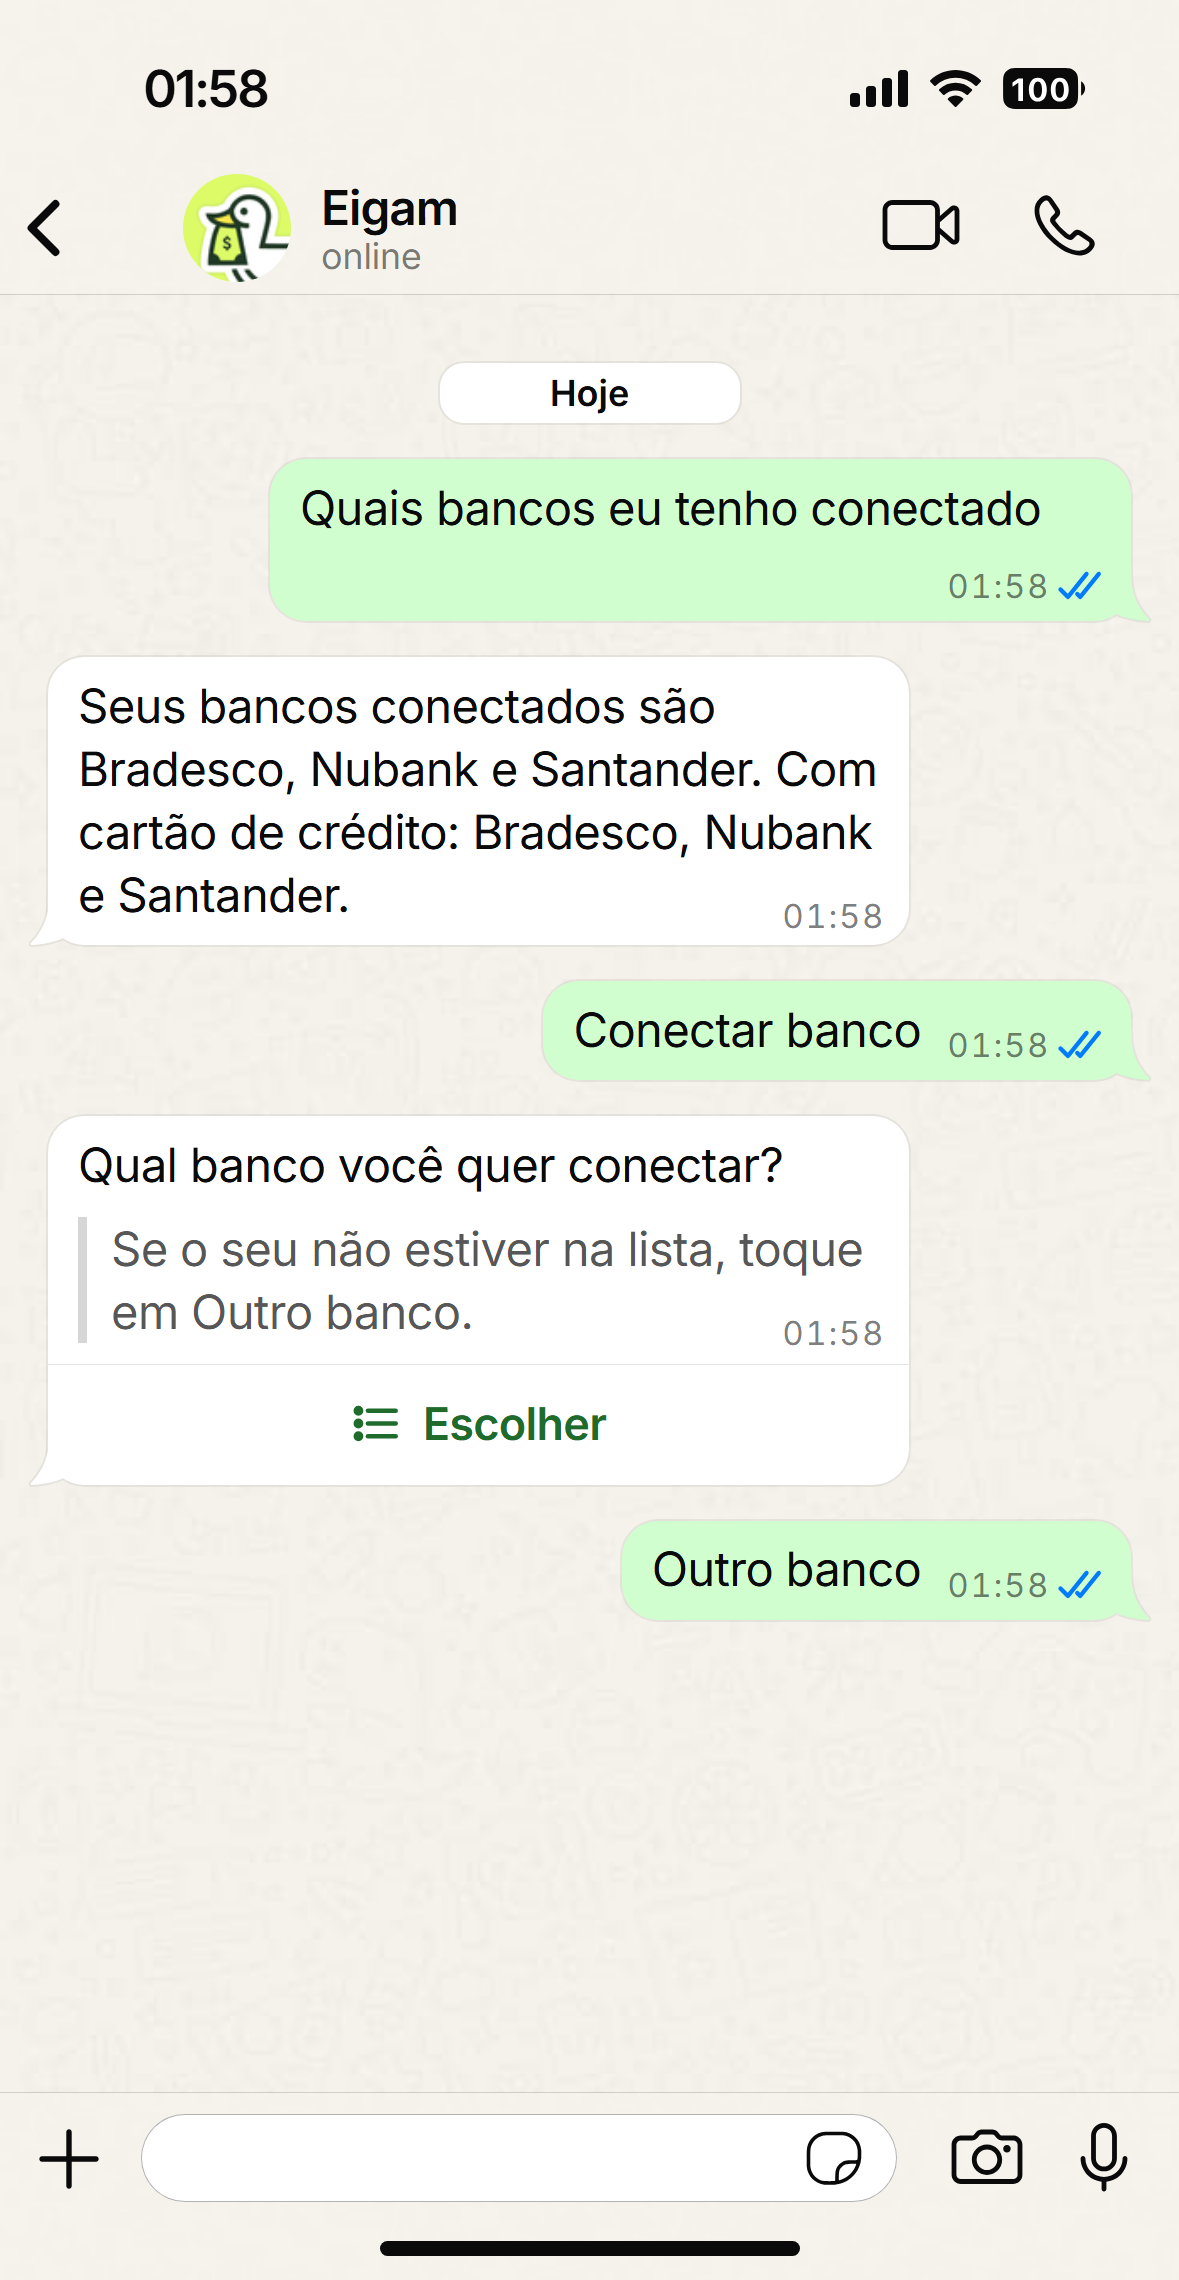 01:58
100
Eigam
online
$
Hoje
Quais bancos eu tenho conectado
01:58
Seus bancos conectados são
Bradesco, Nubank e Santander. Com
cartão de crédito: Bradesco, Nubank
e Santander.
01:58
Conectar banco
01:58
Qual banco você quer conectar?
Se o seu não estiver na lista, toque
em Outro banco.
01:58
Escolher
Outro banco
01:58